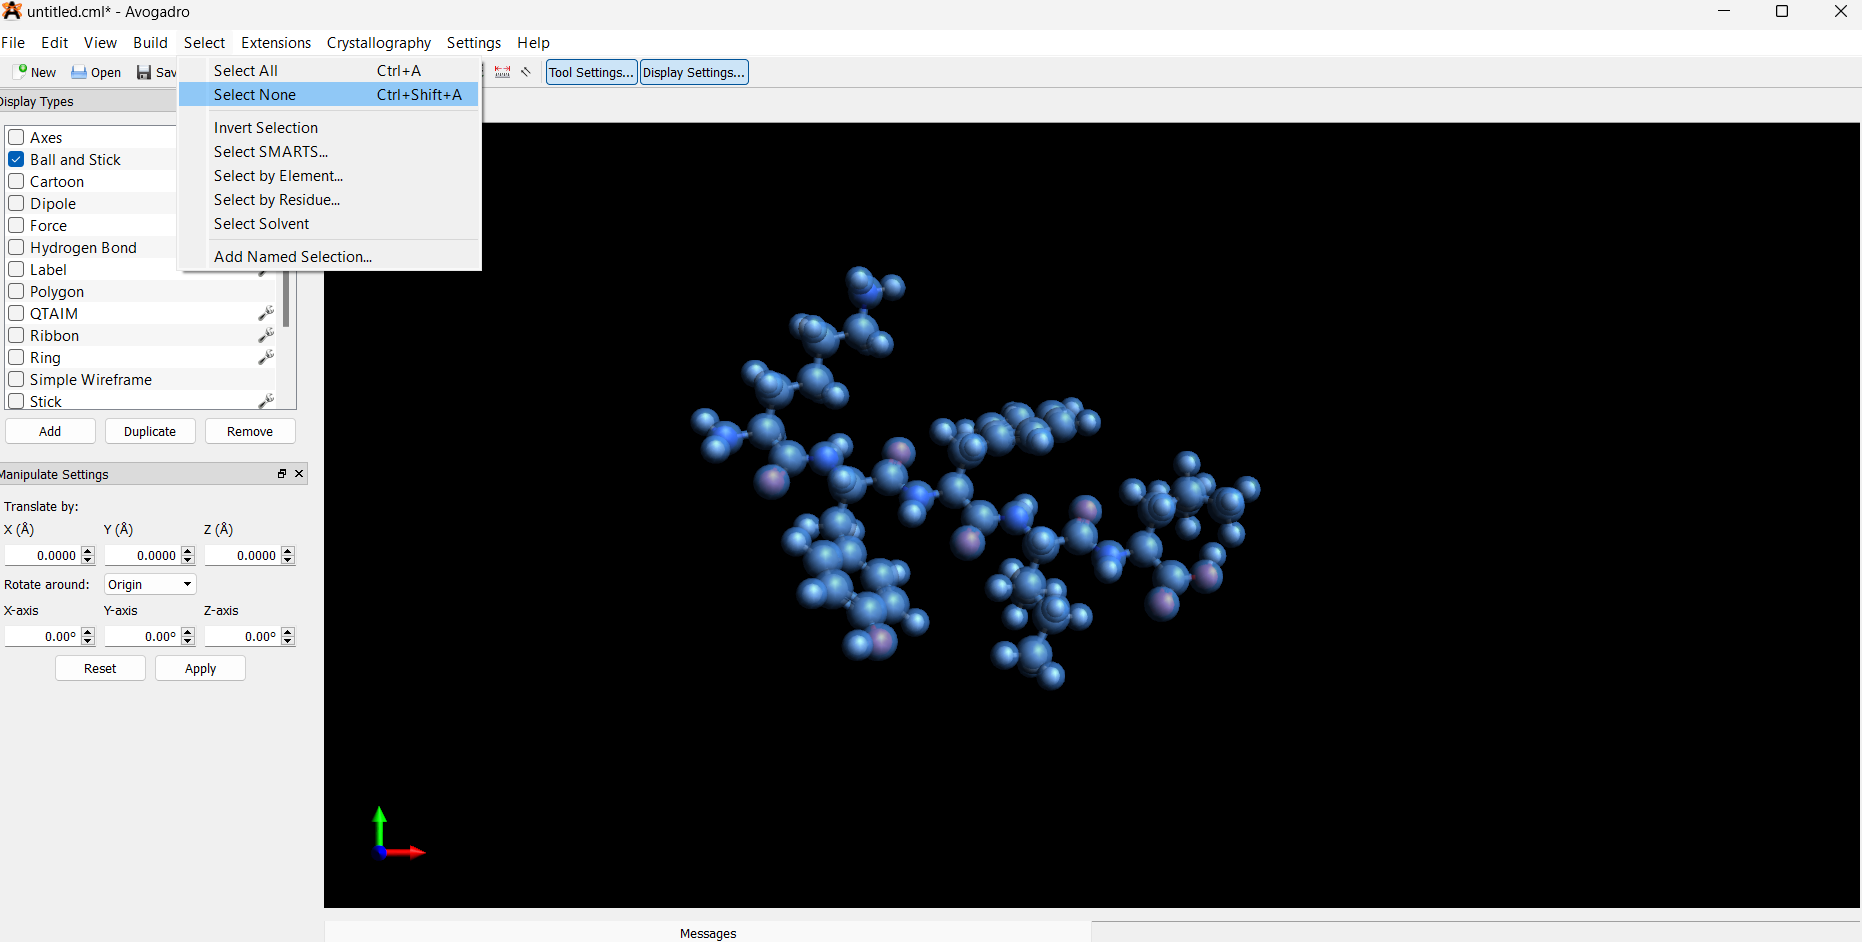 untitled.cml* - Avogadro
File Edit View Build Select Extensions Crystallography Settings Help
New Open Sav Tool Settings... Display Settings...
Select All Ctrl+A
Select None Ctrl+Shift+A
Invert Selection
Select SMARTS...
Select by Element...
Select by Residue...
Select Solvent
Add Named Selection...
Display Types
Axes
Ball and Stick
Cartoon
Dipole
Force
Hydrogen Bond
Label
Polygon
QTAIM
Ribbon
Ring
Simple Wireframe
Stick
Add Duplicate Remove
Manipulate Settings
Translate by:
X (Å) Y (Å) Z (Å)
0.0000 0.0000 0.0000
Rotate around: Origin
X-axis Y-axis Z-axis
0.00° 0.00° 0.00°
Reset Apply
Messages